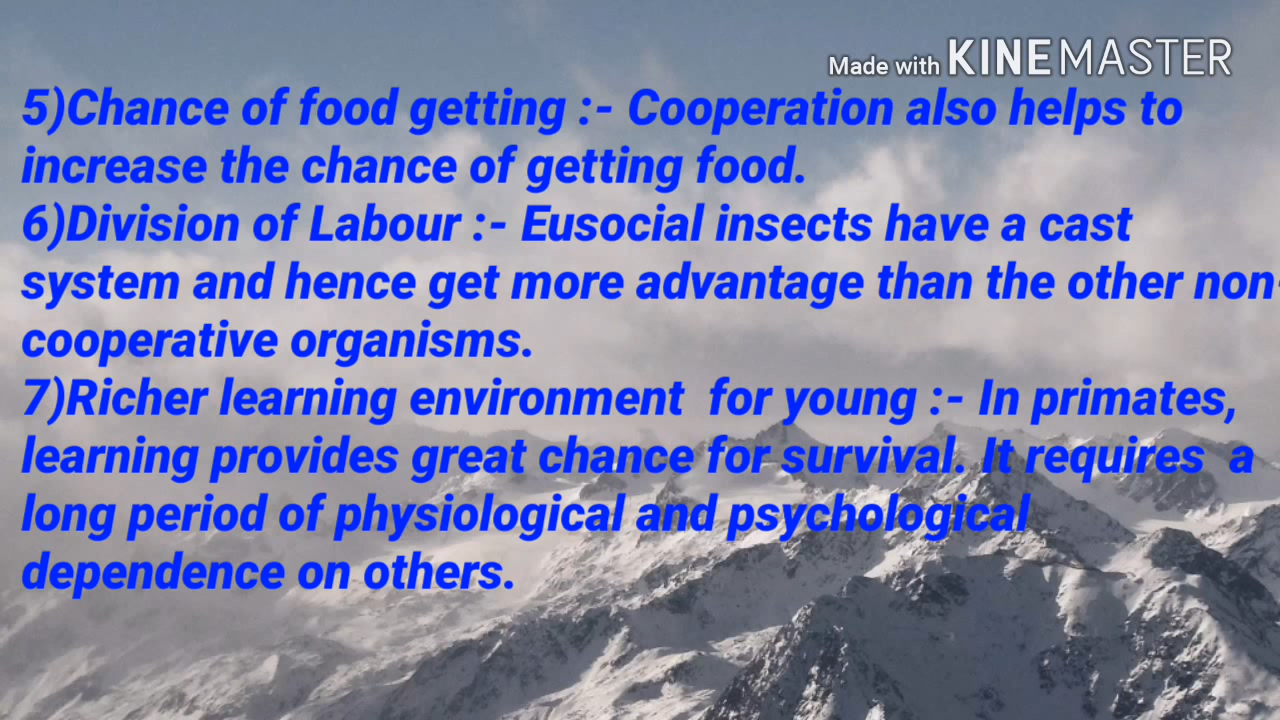 Made with KINEMASTER
5)Chance of food getting :- Cooperation also helps to
increase the chance of getting food.
6)Division of Labour :- Eusocial insects have a cast
system and hence get more advantage than the other non-
cooperative organisms.
7)Richer learning environment  for young :- In primates,
learning provides great chance for survival. It requires  a
long period of physiological and psychological
dependence on others.